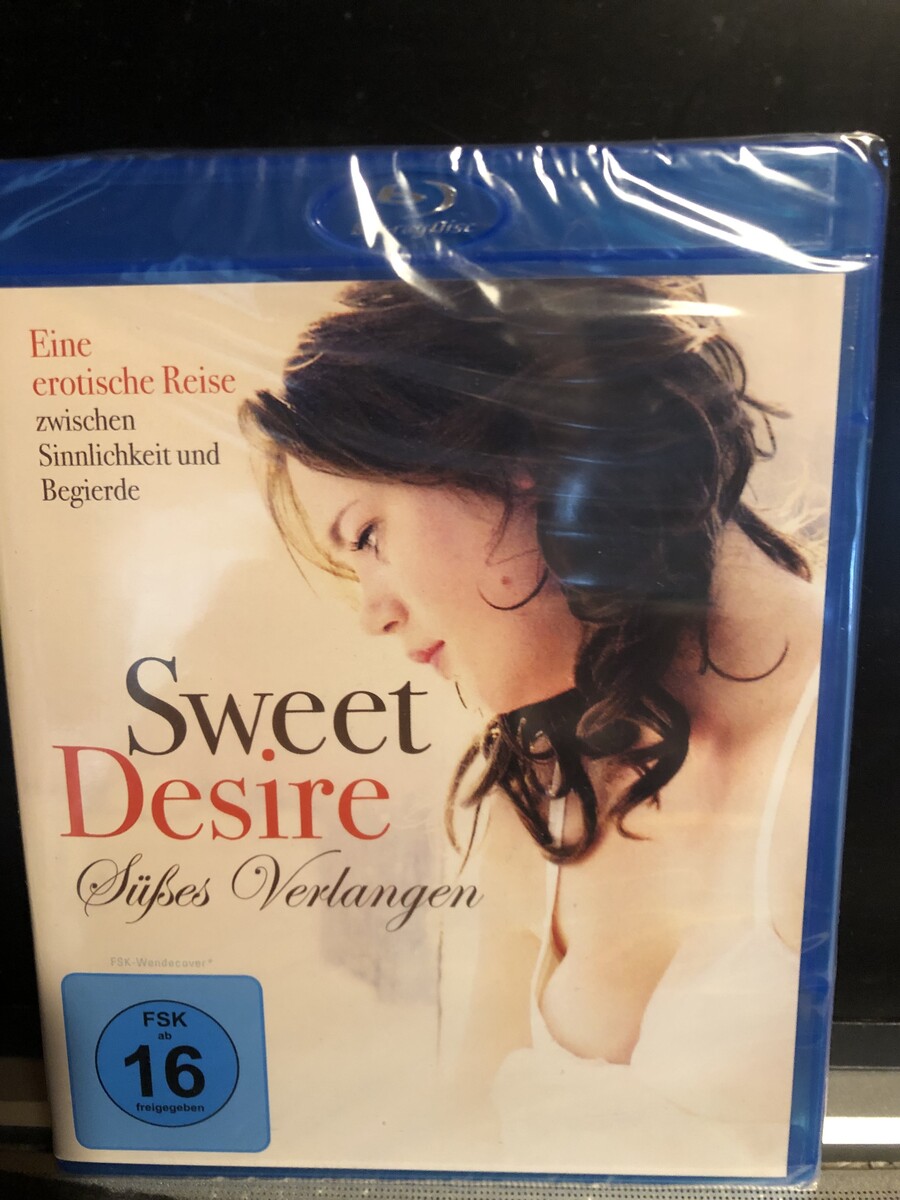 Blu-ray Disc
Eine
erotische Reise
zwischen
Sinnlichkeit und
Begierde
Sweet
Desire
Süßes Verlangen
FSK-Wendecover*
FSK
ab
16
freigegeben